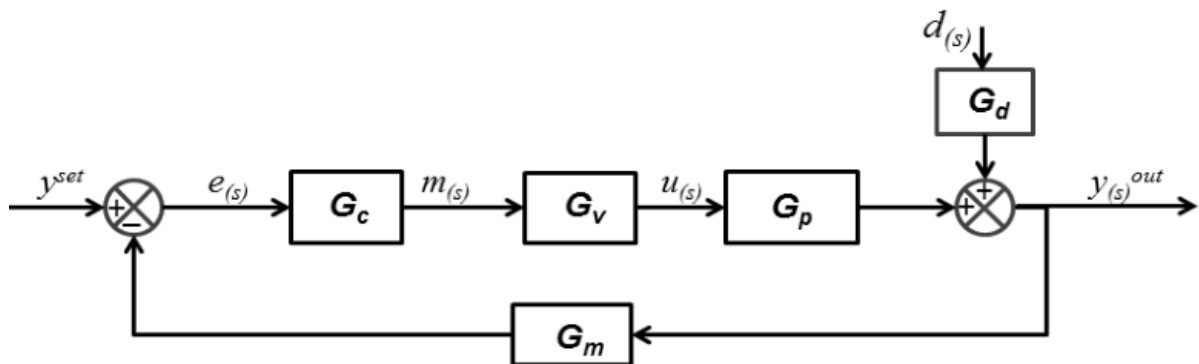 d(s)
Gd
yset
e(s)
Gc
m(s)
Gv
u(s)
Gp
y(s)out
+
−
+
+
Gm